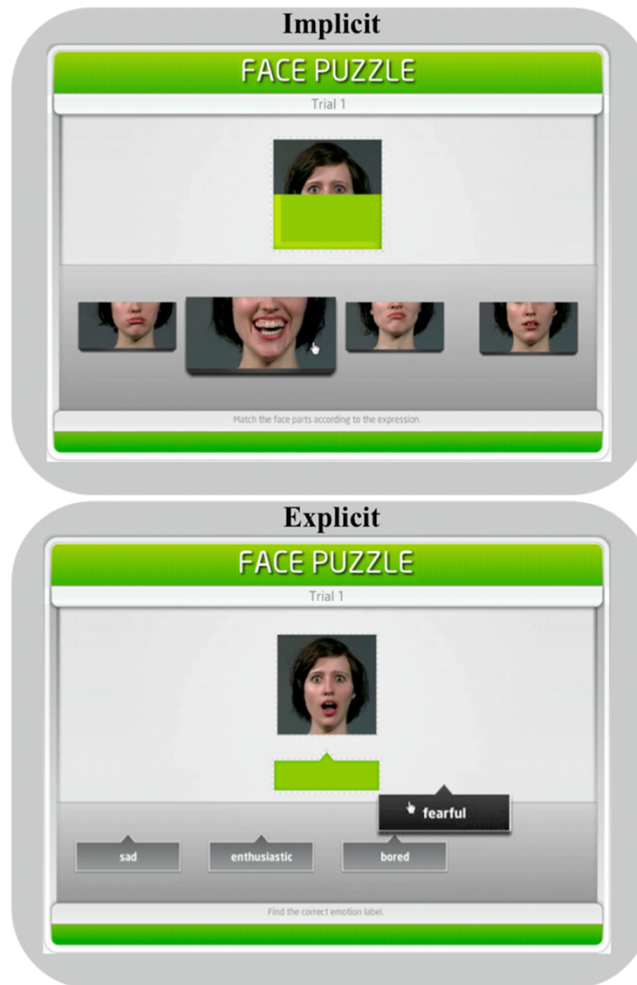 Implicit
FACE PUZZLE
Trial 1
Match the face parts according to the expression.
Explicit
FACE PUZZLE
Trial 1
fearful
sad
enthusiastic
bored
Find the correct emotion label.